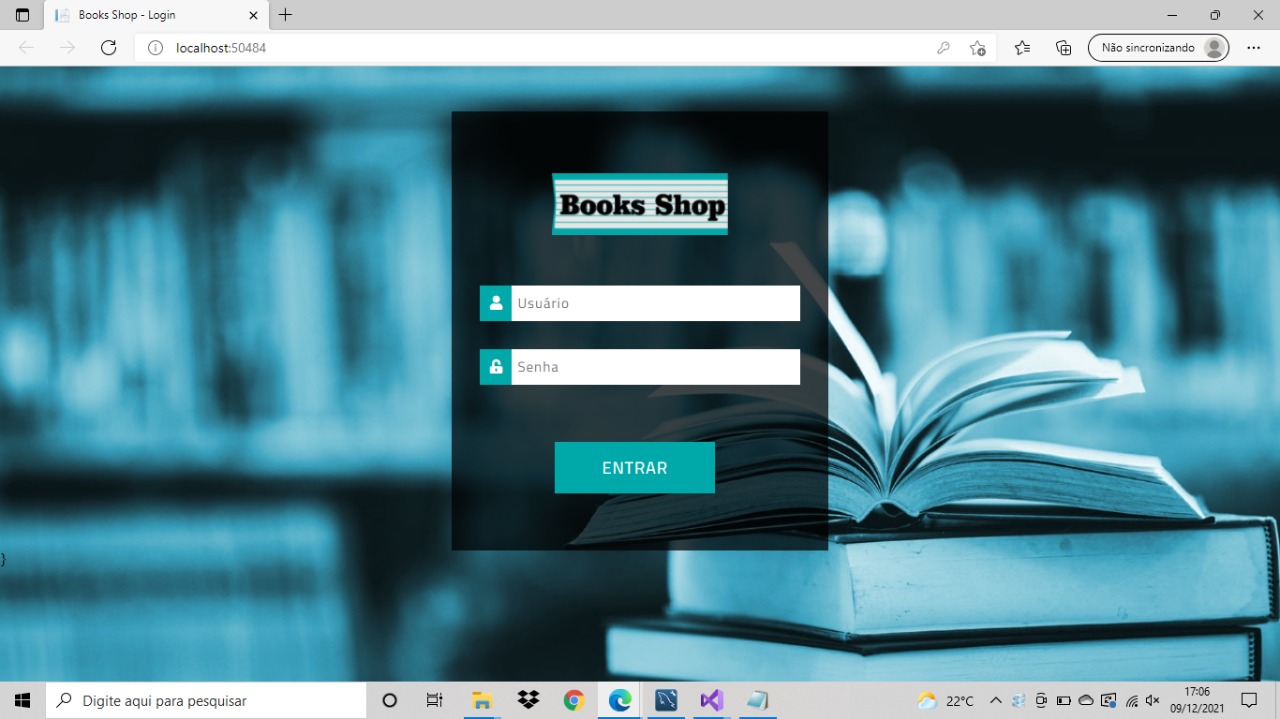 Books Shop - Login
localhost:50484
Não sincronizando
Books Shop
Usuário
Senha
ENTRAR
}
Digite aqui para pesquisar
22°C
17:06
09/12/2021